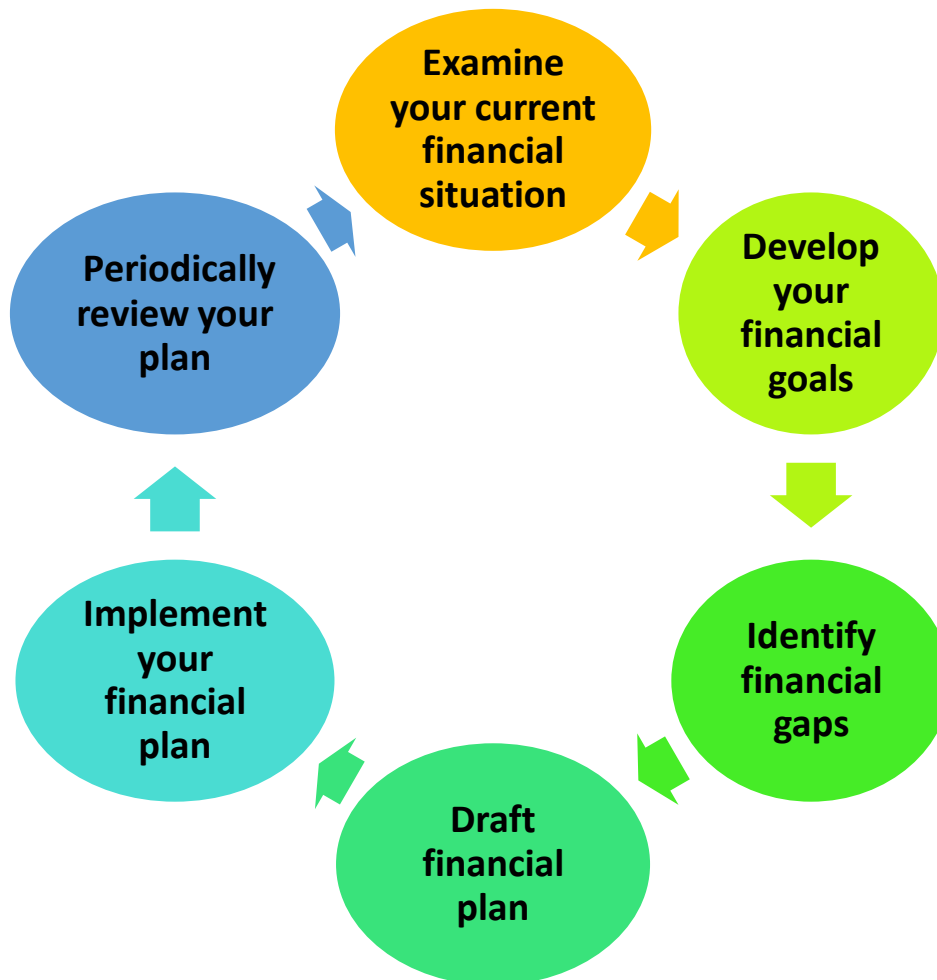 Examine
your current
financial
situation
Develop
your
financial
goals
Identify
financial
gaps
Draft
financial
plan
Implement
your
financial
plan
Periodically
review your
plan